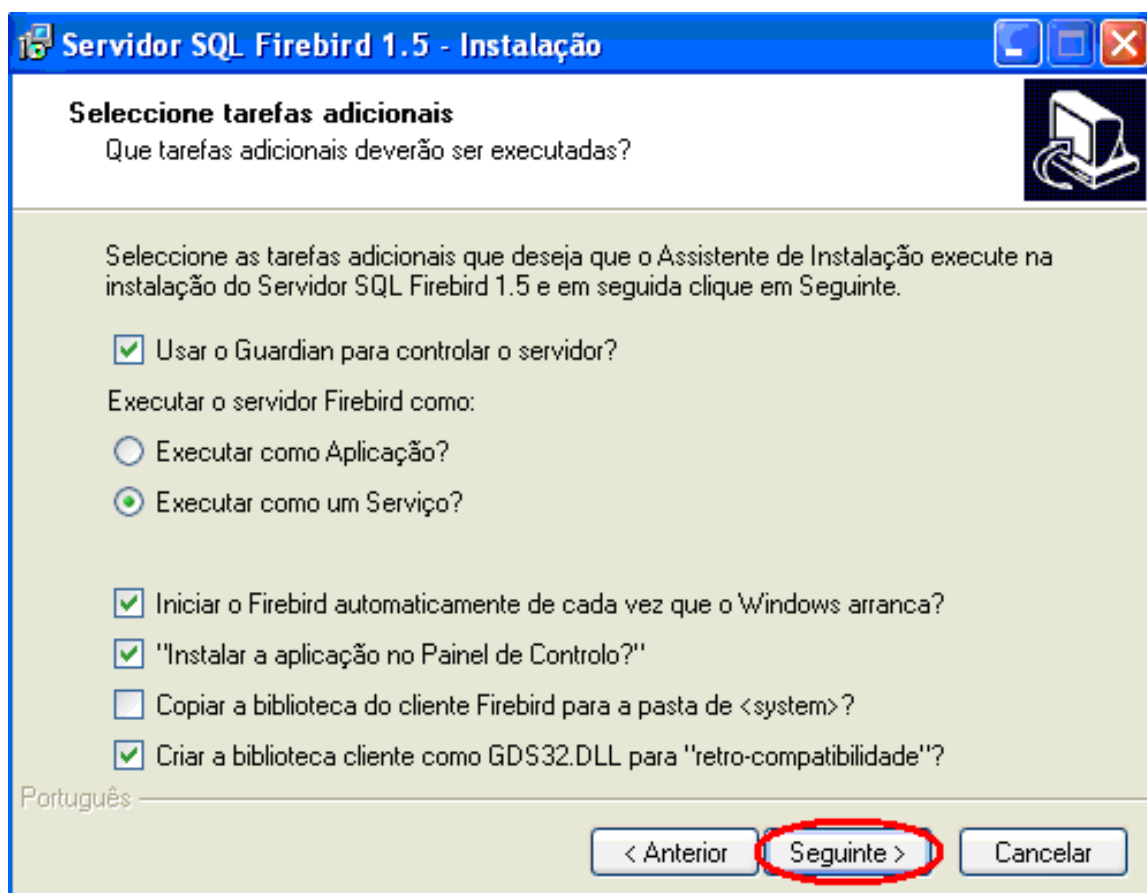 Servidor SQL Firebird 1.5 - Instalação
Seleccione tarefas adicionais
Que tarefas adicionais deverão ser executadas?
Seleccione as tarefas adicionais que deseja que o Assistente de Instalação execute na
instalação do Servidor SQL Firebird 1.5 e em seguida clique em Seguinte.
Usar o Guardian para controlar o servidor?
Executar o servidor Firebird como:
Executar como Aplicação?
Executar como um Serviço?
Iniciar o Firebird automaticamente de cada vez que o Windows arranca?
"Instalar a aplicação no Painel de Controlo?"
Copiar a biblioteca do cliente Firebird para a pasta de <system>?
Criar a biblioteca cliente como GDS32.DLL para "retro-compatibilidade"?
Português
< Anterior Seguinte > Cancelar